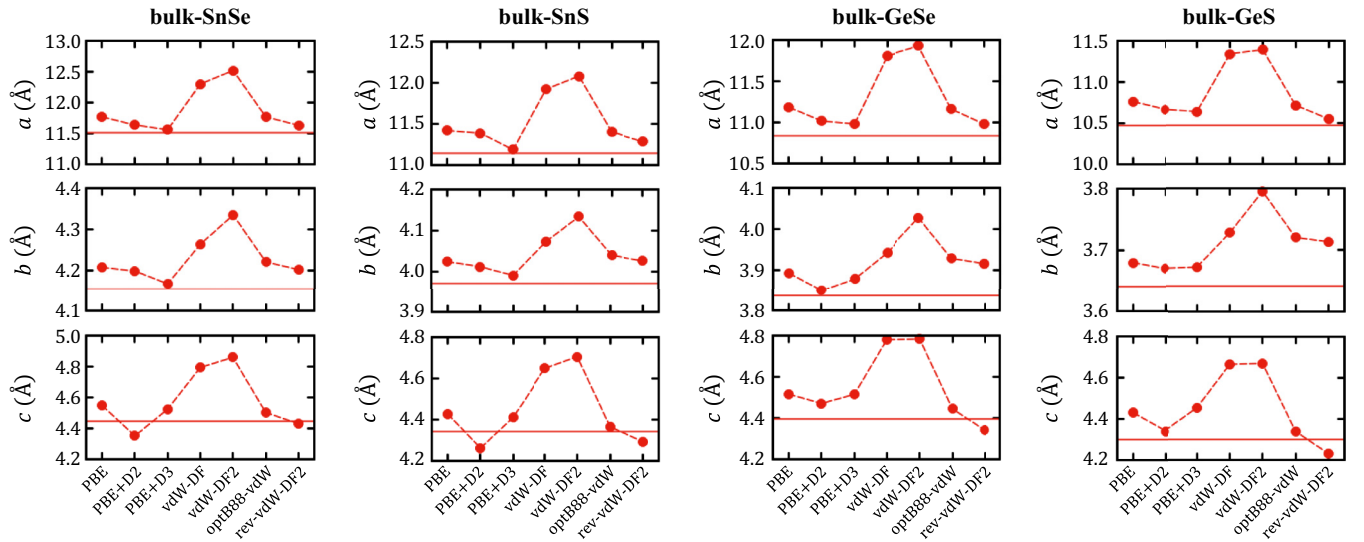 bulk-SnSe
bulk-SnS
bulk-GeSe
bulk-GeS
13.0
12.5
12.0
11.5
11.0
a (Å)
12.5
12.0
11.5
11.0
a (Å)
12.0
11.5
11.0
10.5
a (Å)
11.5
11.0
10.5
10.0
a (Å)
4.4
4.3
4.2
4.1
b (Å)
4.2
4.1
4.0
3.9
b (Å)
4.1
4.0
3.9
3.8
b (Å)
3.8
3.7
3.6
b (Å)
5.0
4.8
4.6
4.4
4.2
c (Å)
4.8
4.6
4.4
4.2
c (Å)
4.8
4.6
4.4
4.2
c (Å)
4.8
4.6
4.4
4.2
c (Å)
PBE
PBE+D2
PBE+D3
vdW-DF
vdW-DF2
optB88-vdW
rev-vdW-DF2
PBE
PBE+D2
PBE+D3
vdW-DF
vdW-DF2
optB88-vdW
rev-vdW-DF2
PBE
PBE+D2
PBE+D3
vdW-DF
vdW-DF2
optB88-vdW
rev-vdW-DF2
PBE
PBE+D2
PBE+D3
vdW-DF
vdW-DF2
optB88-vdW
rev-vdW-DF2